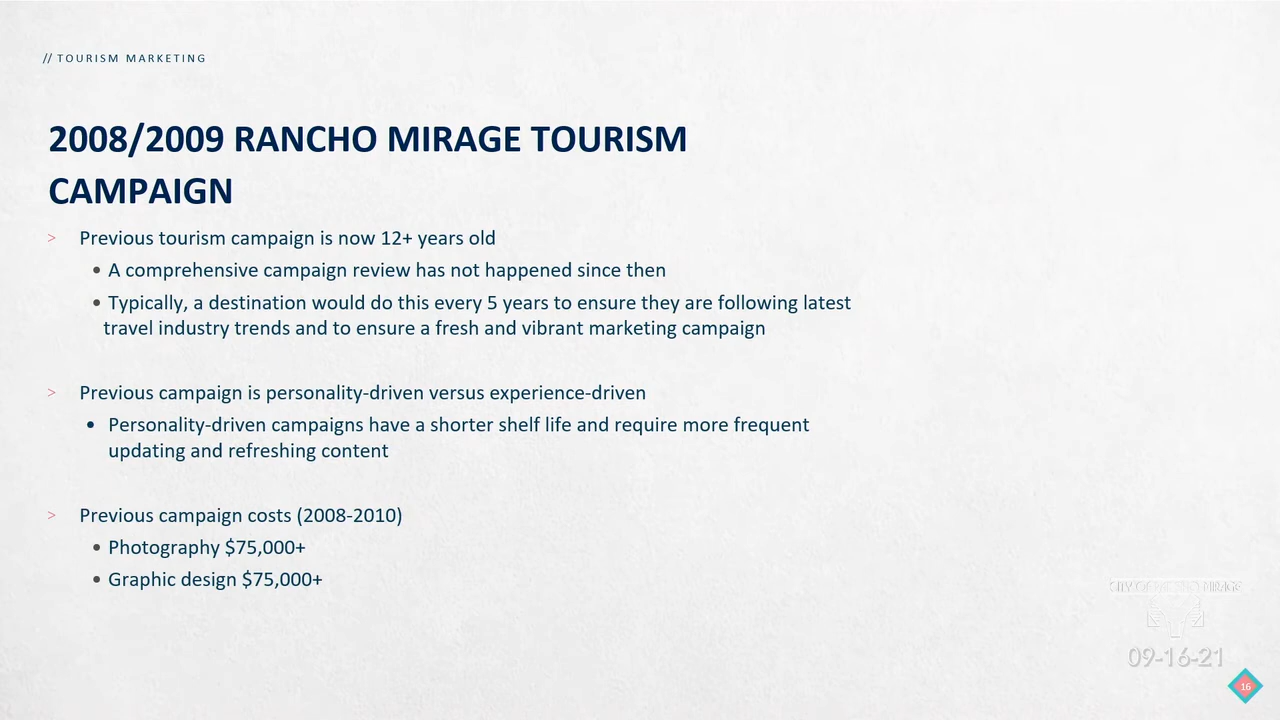 // TOURISM MARKETING
2008/2009 RANCHO MIRAGE TOURISM
CAMPAIGN
> Previous tourism campaign is now 12+ years old
• A comprehensive campaign review has not happened since then
• Typically, a destination would do this every 5 years to ensure they are following latest
travel industry trends and to ensure a fresh and vibrant marketing campaign
> Previous campaign is personality-driven versus experience-driven
• Personality-driven campaigns have a shorter shelf life and require more frequent
updating and refreshing content
> Previous campaign costs (2008-2010)
• Photography $75,000+
• Graphic design $75,000+
CITY OF RANCHO MIRAGE
09-16-21
16